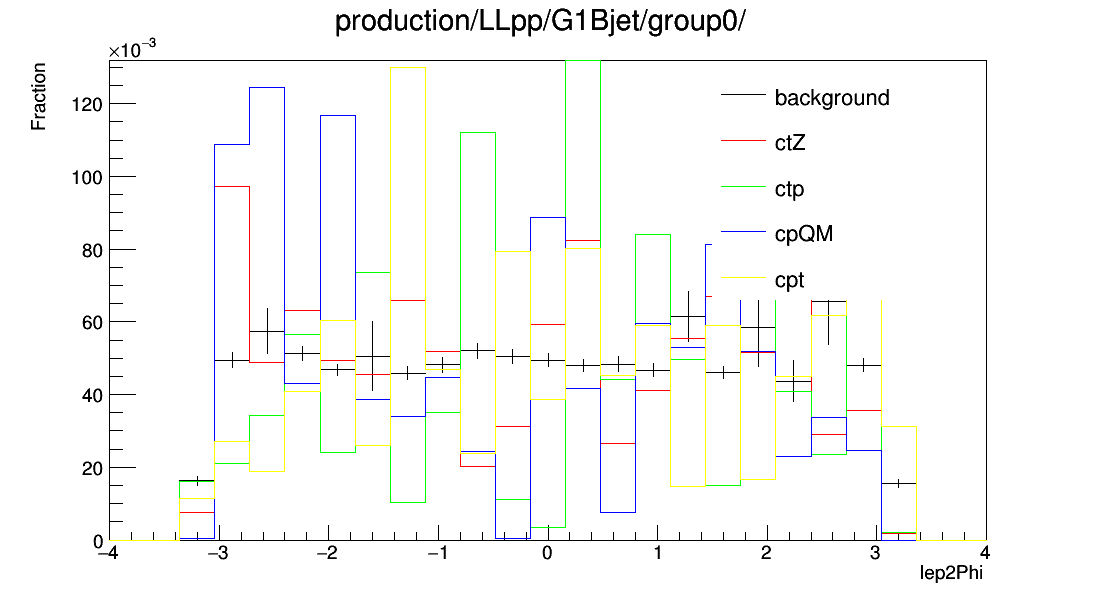 production/LLpp/G1Bjet/group0/
×10⁻³
Fraction
background
ctZ
ctp
cpQM
cpt
120
100
80
60
40
20
0
−4 −3 −2 −1 0 1 2 3 4
lep2Phi